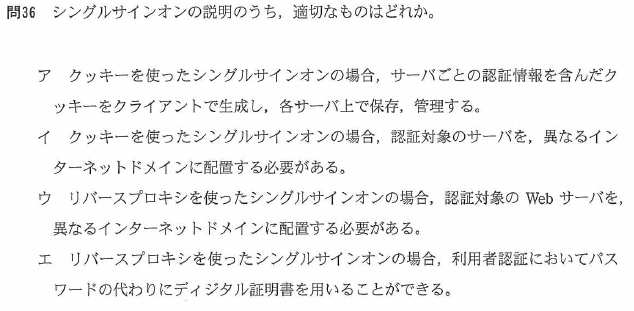 問36 シングルサインオンの説明のうち，適切なものはどれか。
ア クッキーを使ったシングルサインオンの場合，サーバごとの認証情報を含んだク
ッキーをクライアントで生成し，各サーバ上で保存，管理する。
イ クッキーを使ったシングルサインオンの場合，認証対象のサーバを，異なるイン
ターネットドメインに配置する必要がある。
ウ リバースプロキシを使ったシングルサインオンの場合，認証対象の Web サーバを，
異なるインターネットドメインに配置する必要がある。
エ リバースプロキシを使ったシングルサインオンの場合，利用者認証においてパス
ワードの代わりにディジタル証明書を用いることができる。